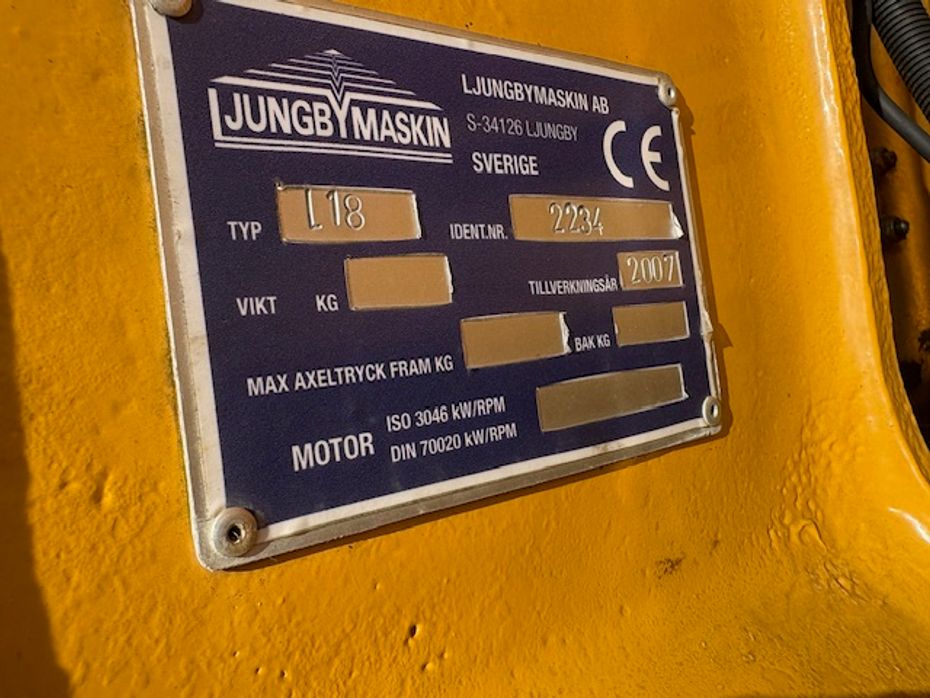 LJUNGBYMASKIN
LJUNGBYMASKIN AB
S-34126 LJUNGBY
SVERIGE
CE
TYP L18
IDENT.NR. 2234
VIKT KG
TILLVERKNINGSÅR 2007
MAX AXELTRYCK FRAM KG
BAK KG
MOTOR
ISO 3046 kW/RPM
DIN 70020 kW/RPM